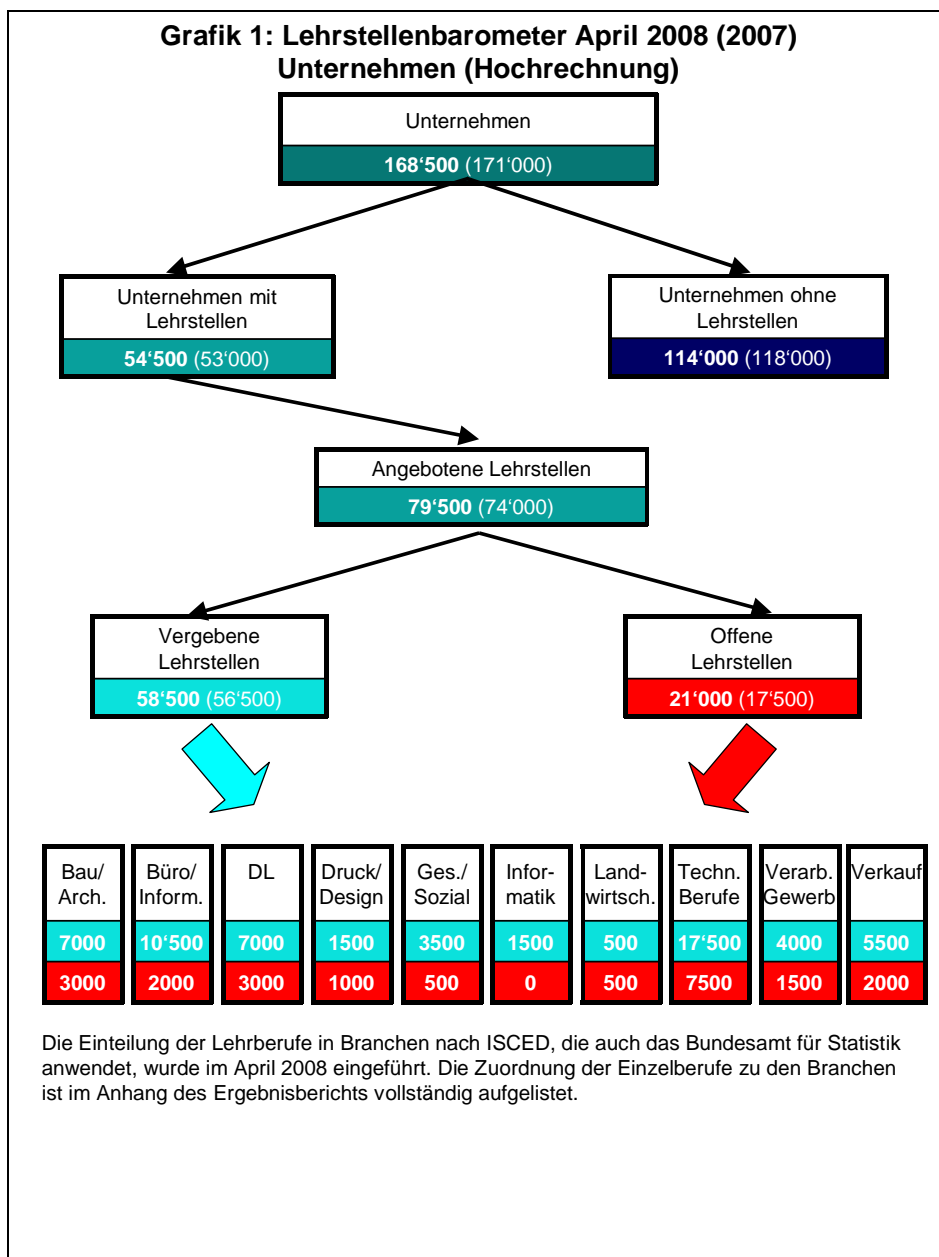 Grafik 1: Lehrstellenbarometer April 2008 (2007)
Unternehmen (Hochrechnung)
Unternehmen
168'500 (171'000)
Unternehmen mit
Lehrstellen
54'500 (53'000)
Unternehmen ohne
Lehrstellen
114'000 (118'000)
Angebotene Lehrstellen
79'500 (74'000)
Vergebene
Lehrstellen
58'500 (56'500)
Offene
Lehrstellen
21'000 (17'500)
Bau/ Büro/ DL Druck/ Ges./ Infor- Land- Techn. Verarb. Verkauf
Arch. Inform. Design Sozial matik wirtsch. Berufe Gewerb
7000 10'500 7000 1500 3500 1500 500 17'500 4000 5500
3000 2000 3000 1000 500 0 500 7500 1500 2000
Die Einteilung der Lehrberufe in Branchen nach ISCED, die auch das Bundesamt für Statistik
anwendet, wurde im April 2008 eingeführt. Die Zuordnung der Einzelberufe zu den Branchen
ist im Anhang des Ergebnisberichts vollständig aufgelistet.